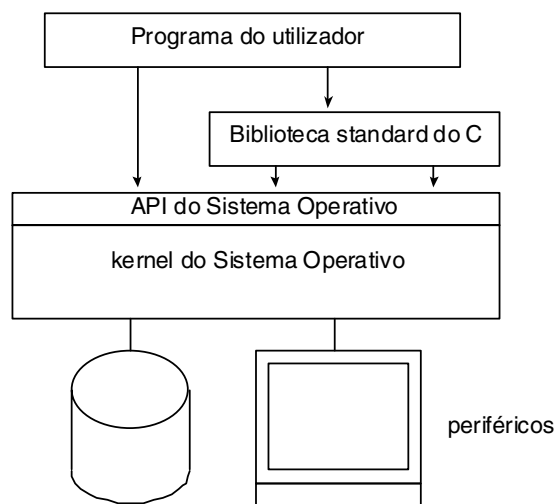 Programa do utilizador
Biblioteca standard do C
API do Sistema Operativo
kernel do Sistema Operativo
periféricos